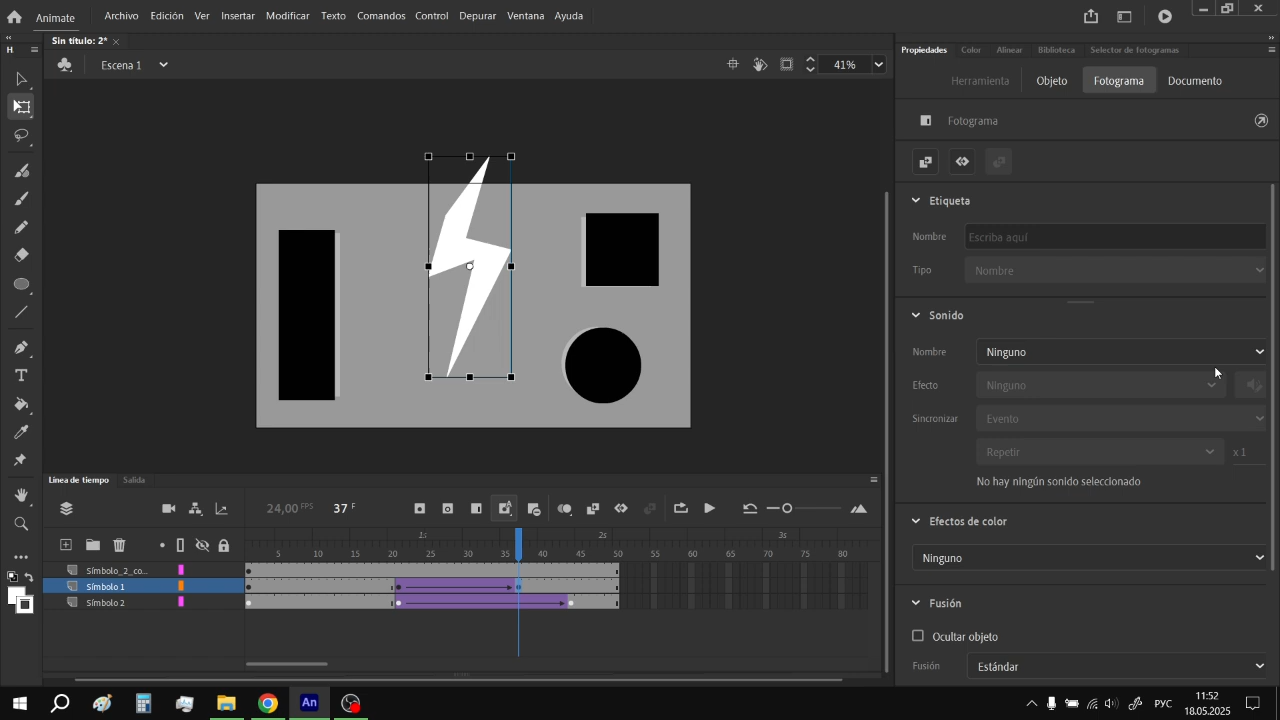 Animate
Archivo Edición Ver Insertar Modificar Texto Comandos Control Depurar Ventana Ayuda
Sin título: 2*
Propiedades Color Alinear Biblioteca Selector de fotogramas
H
Escena 1
41%
Herramienta Objeto Fotograma Documento
Fotograma
Etiqueta
Nombre Escriba aquí
Tipo Nombre
Sonido
Nombre Ninguno
Efecto Ninguno
Sincronizar Evento
Repetir x 1
No hay ningún sonido seleccionado
Efectos de color
Ninguno
Fusión
Ocultar objeto
Fusión Estándar
Línea de tiempo Salida
24,00 FPS 37 F
1s 2s 3s
5 10 15 20 25 30 35 40 45 50 55 60 65 70 75 80
Símbolo_2_co...
Símbolo 1
Símbolo 2
An
РУС
11:52
18.05.2025